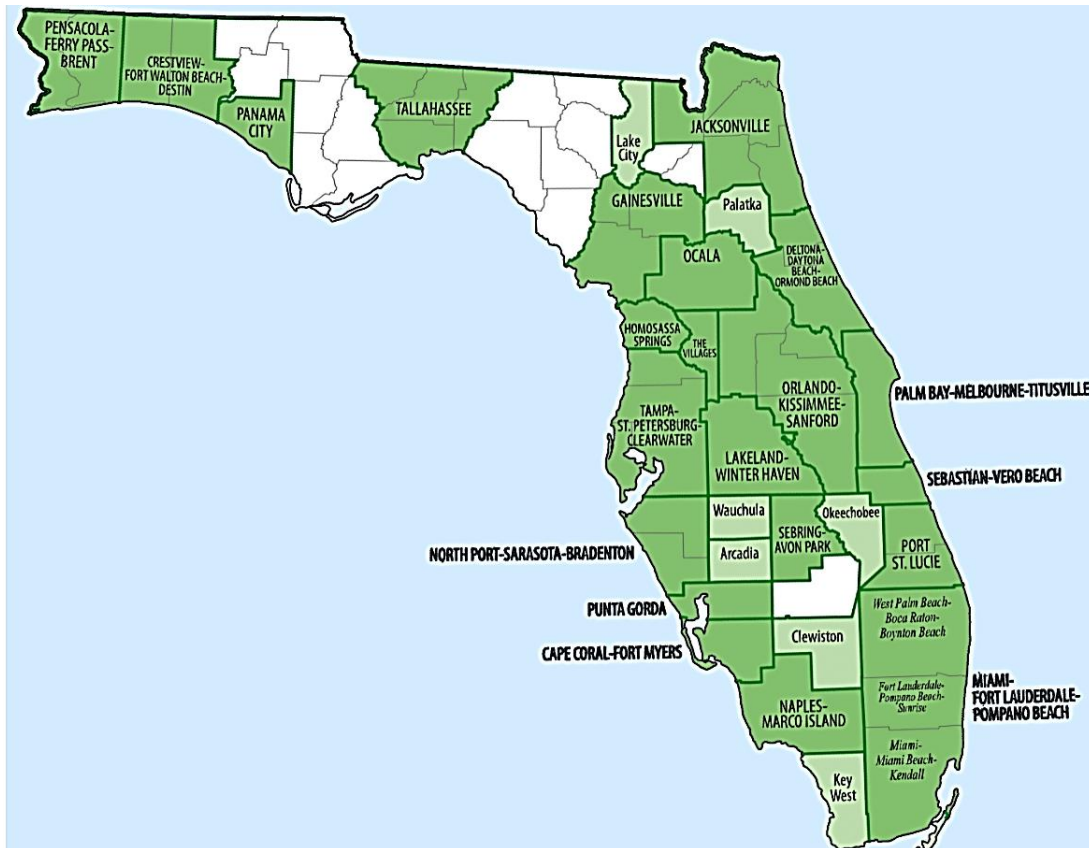 PENSACOLA-
FERRY PASS-
BRENT
CRESTVIEW-
FORT WALTON BEACH-
DESTIN
PANAMA
CITY
TALLAHASSEE
Lake
City
JACKSONVILLE
GAINESVILLE
Palatka
OCALA
DELTONA-
DAYTONA
BEACH-
ORMOND BEACH
HOMOSASSA
SPRINGS
THE
VILLAGES
ORLANDO-
KISSIMMEE-
SANFORD
PALM BAY-MELBOURNE-TITUSVILLE
TAMPA-
ST. PETERSBURG-
CLEARWATER
LAKELAND-
WINTER HAVEN
SEBASTIAN-VERO BEACH
Wauchula
Okeechobee
SEBRING-
AVON PARK
Arcadia
PORT
ST. LUCIE
NORTH PORT-SARASOTA-BRADENTON
PUNTA GORDA
West Palm Beach-
Boca Raton-
Boynton Beach
Clewiston
CAPE CORAL-FORT MYERS
Fort Lauderdale-
Pompano Beach-
Sunrise
MIAMI-
FORT LAUDERDALE-
POMPANO BEACH
NAPLES-
MARCO ISLAND
Miami-
Miami Beach-
Kendall
Key
West